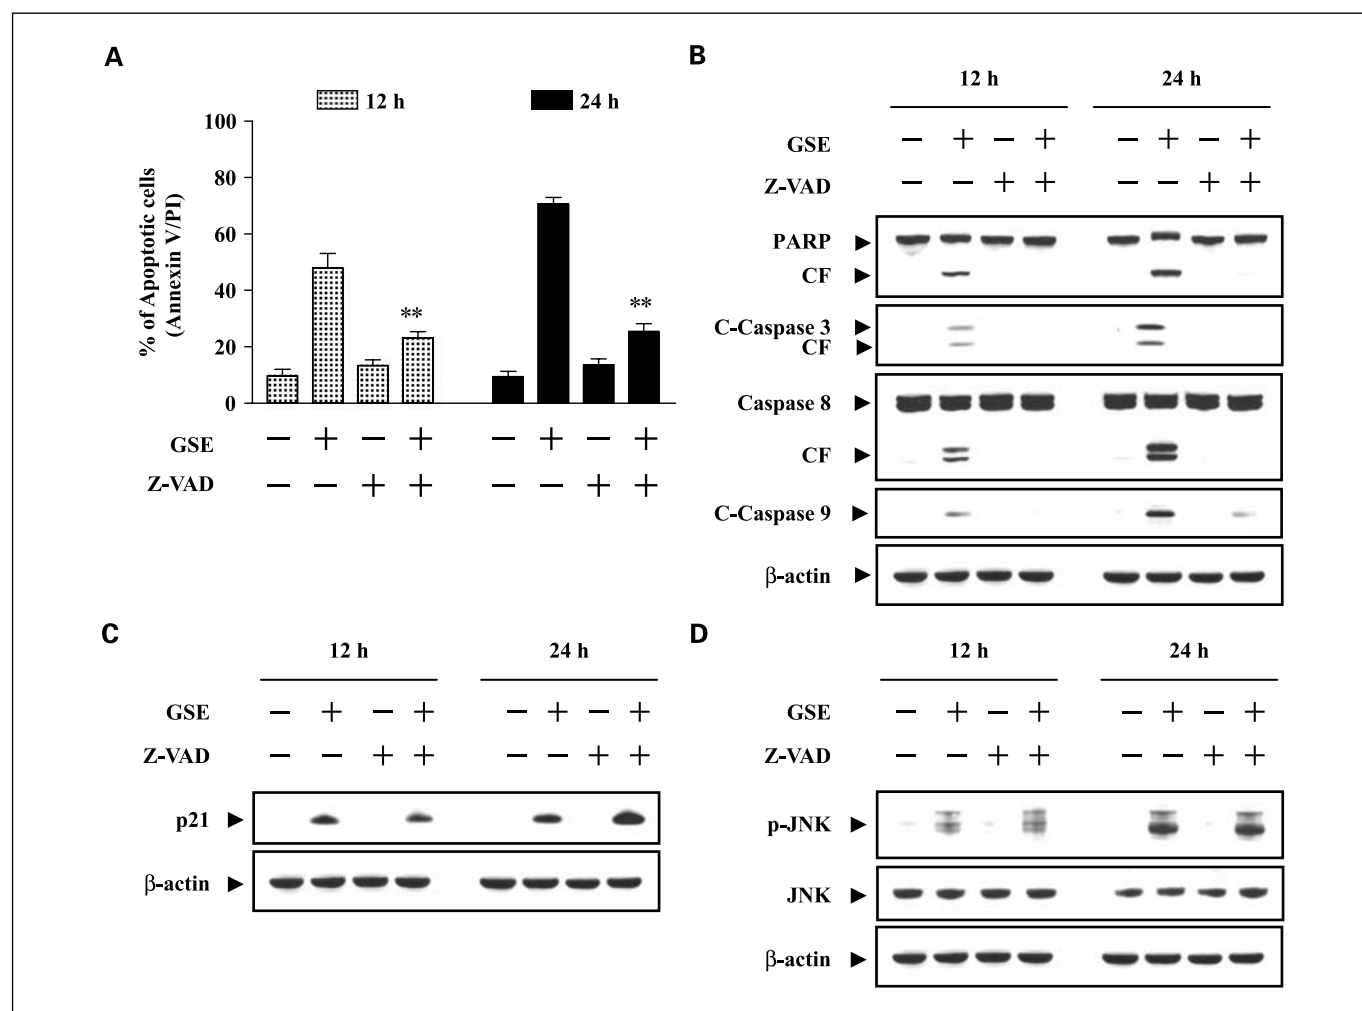 A
12 h
24 h
% of Apoptotic cells
(Annexin V/PI)
100
80
60
40
20
0
**
**
GSE − + − + − + − +
Z-VAD − − + + − − + +
B
12 h 24 h
GSE − + − + − + − +
Z-VAD − − + + − − + +
PARP ►
CF ►
C-Caspase 3 ►
CF ►
Caspase 8 ►
CF ►
C-Caspase 9 ►
β-actin ►
C
12 h 24 h
GSE − + − + − + − +
Z-VAD − − + + − − + +
p21 ►
β-actin ►
D
12 h 24 h
GSE − + − + − + − +
Z-VAD − − + + − − + +
p-JNK ►
JNK ►
β-actin ►